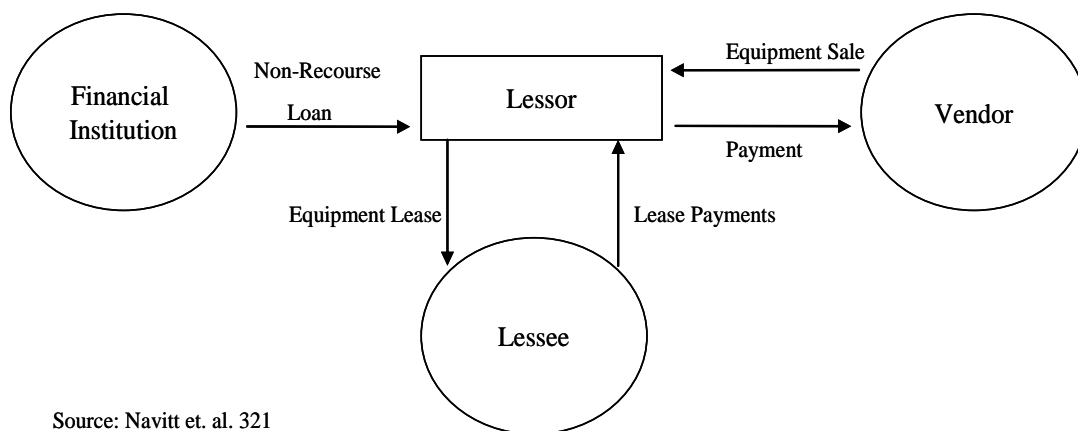 Financial
Institution
Non-Recourse
Loan
Lessor
Equipment Sale
Payment
Vendor
Equipment Lease
Lease Payments
Lessee
Source: Navitt et. al. 321